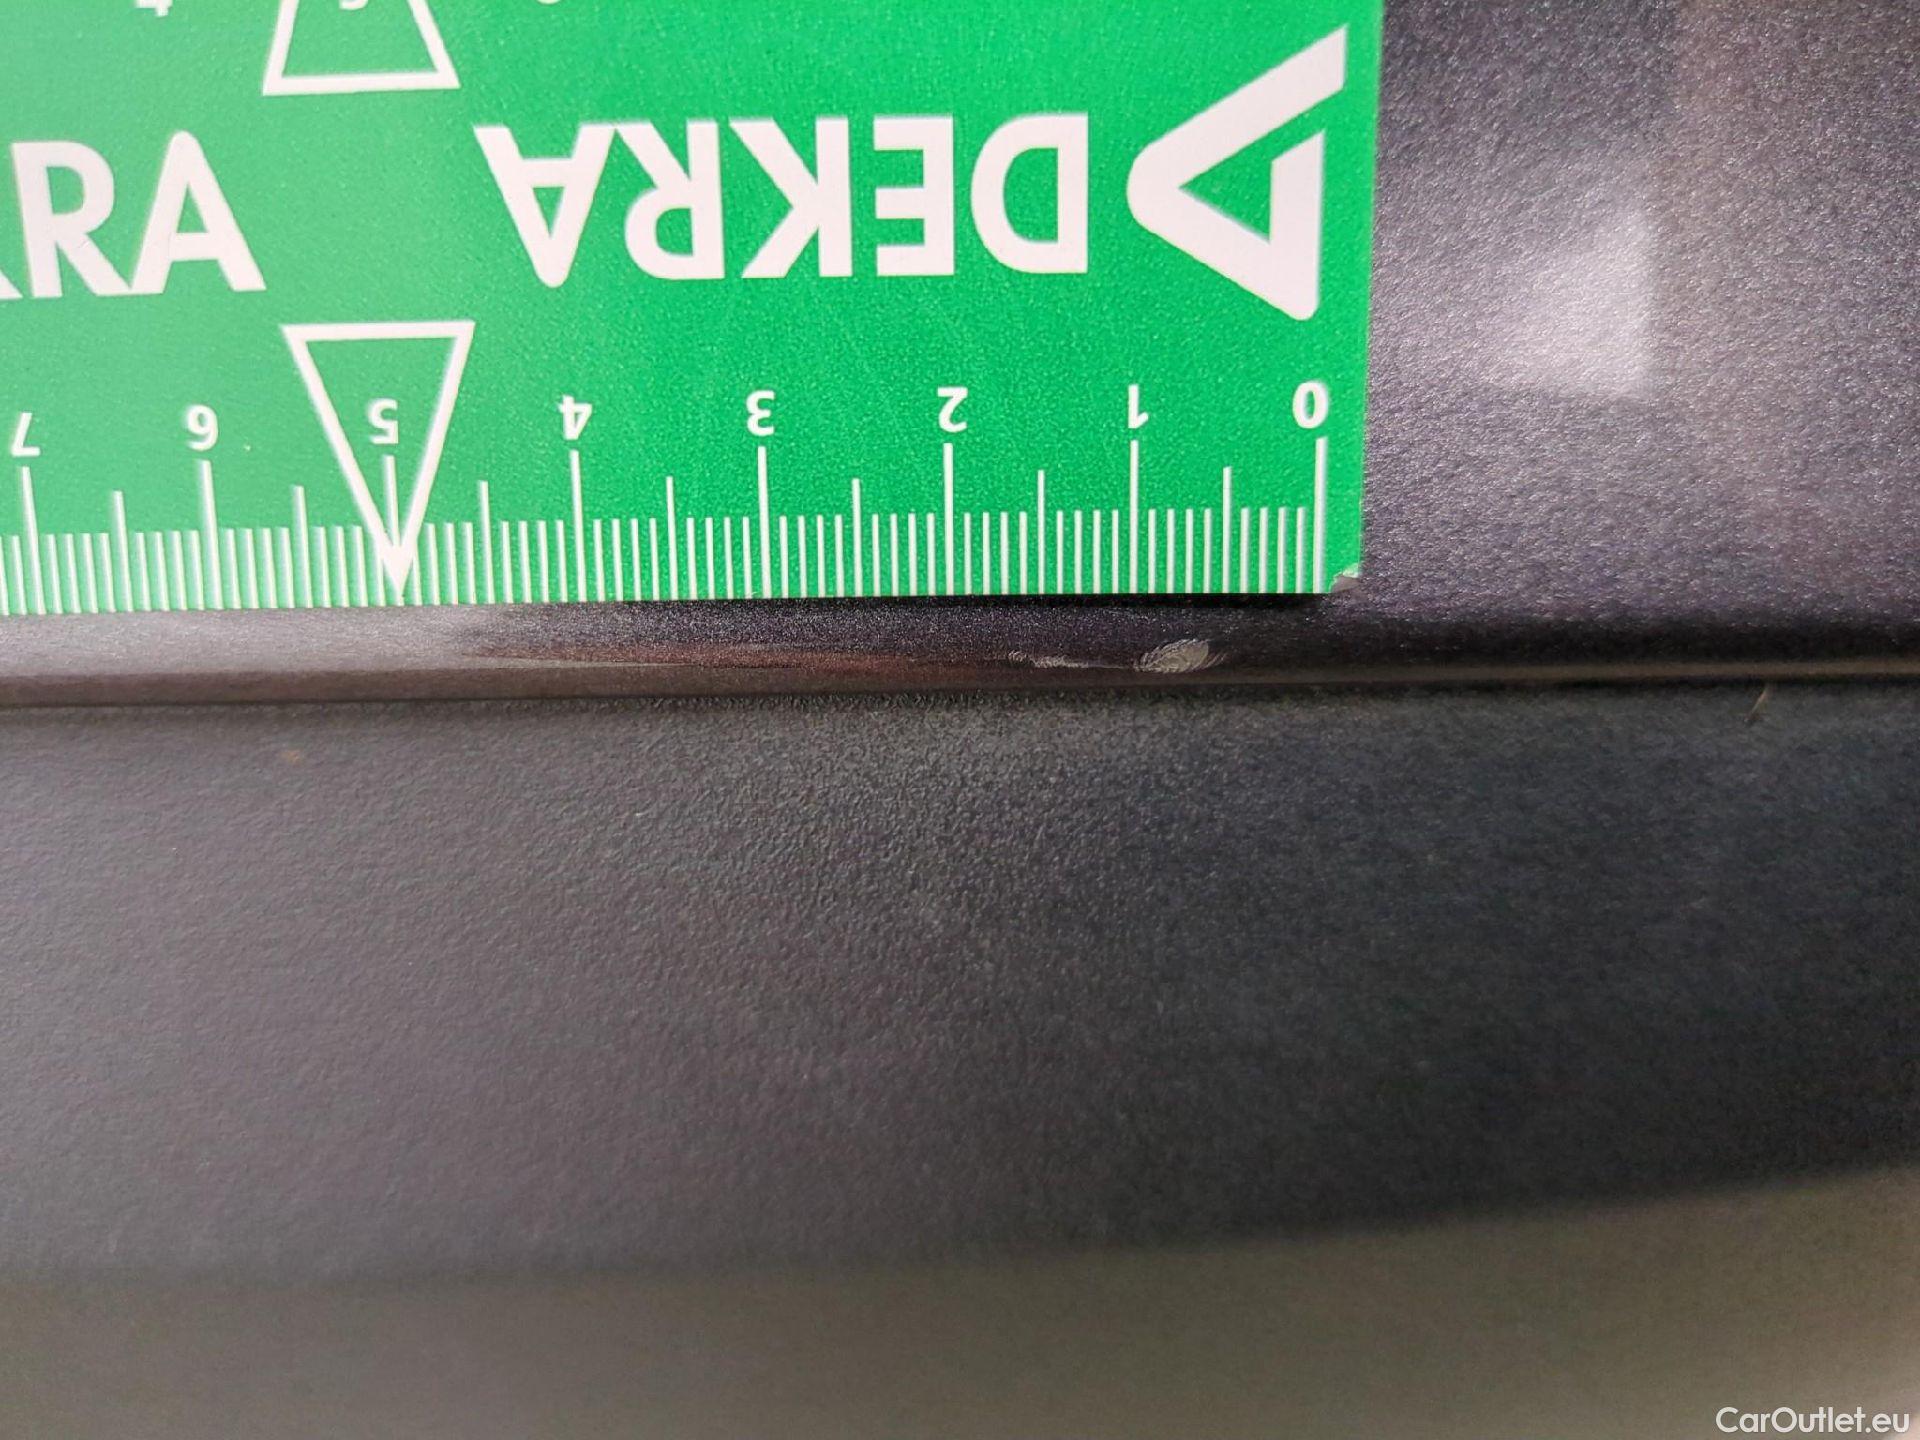 DEKRA
RA
0 1 2 3 4 5 6 7
CarOutlet.eu